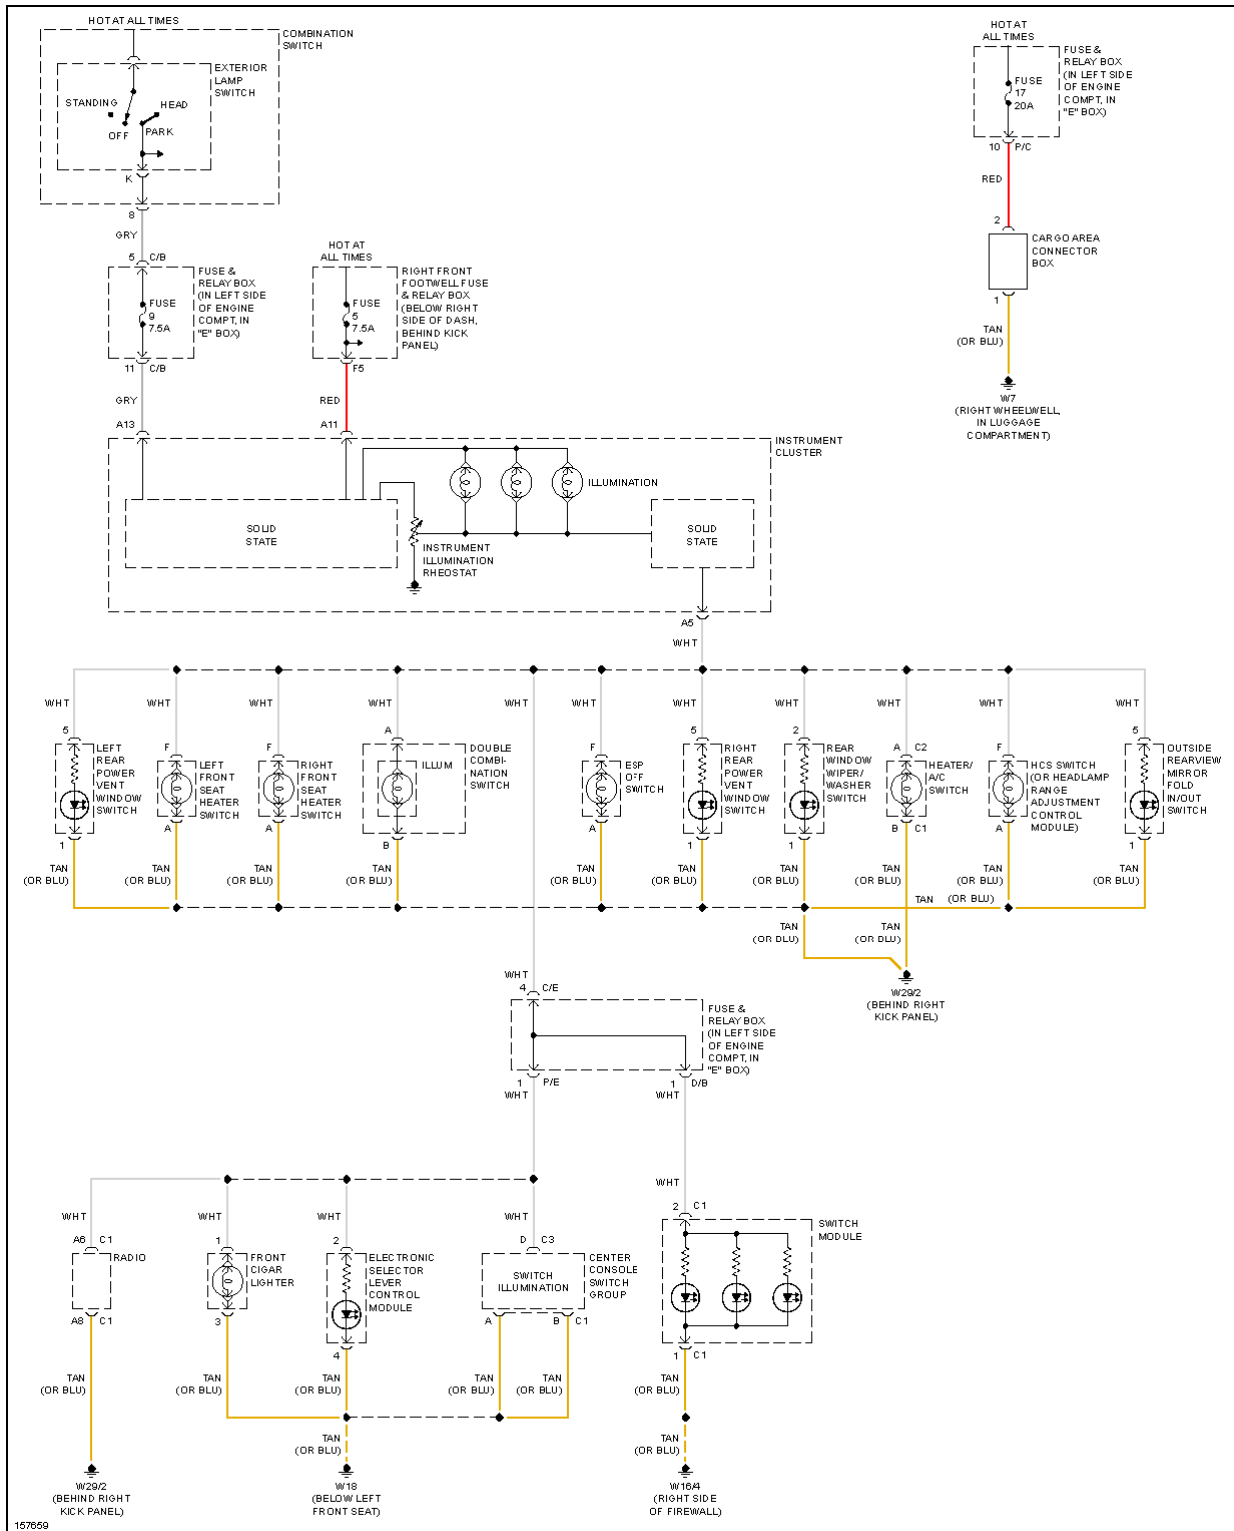 HOT AT ALL TIMES
COMBINATION
SWITCH
EXTERIOR
LAMP
SWITCH
STANDING
HEAD
OFF
PARK
K
8
GRY
5 C/B
FUSE &
RELAY BOX
(IN LEFT SIDE
OF ENGINE
COMPT, IN
"E" BOX)
FUSE
9
7.5A
11 C/B
GRY
A13
HOT AT
ALL TIMES
RIGHT FRONT
FOOTWELL FUSE
& RELAY BOX
(BELOW RIGHT
SIDE OF DASH,
BEHIND KICK
PANEL)
FUSE
5
7.5A
F5
RED
A11
HOT AT
ALL TIMES
FUSE &
RELAY BOX
(IN LEFT SIDE
OF ENGINE
COMPT, IN
"E" BOX)
FUSE
17
20A
10 P/C
RED
2
CARGO AREA
CONNECTOR
BOX
1
TAN
(OR BLU)
W7
(RIGHT WHEELWELL,
IN LUGGAGE
COMPARTMENT)
INSTRUMENT
CLUSTER
ILLUMINATION
SOLID
STATE
INSTRUMENT
ILLUMINATION
RHEOSTAT
SOLID
STATE
A5
WHT
WHT WHT WHT WHT WHT WHT WHT WHT WHT WHT
5
LEFT
REAR
POWER
VENT
WINDOW
SWITCH
1
F
LEFT
FRONT
SEAT
HEATER
SWITCH
A
F
RIGHT
FRONT
SEAT
HEATER
SWITCH
A
A
ILLUM
DOUBLE
COMBI-
NATION
SWITCH
B
F
ESP
OFF
SWITCH
A
5
RIGHT
REAR
POWER
VENT
WINDOW
SWITCH
1
2
REAR
WINDOW
WIPER/
WASHER
SWITCH
1
A C2
HEATER/
A/C
SWITCH
B C1
F
HCS SWITCH
(OR HEADLAMP
RANGE
ADJUSTMENT
CONTROL
MODULE)
A
5
OUTSIDE
REARVIEW
MIRROR
FOLD
IN/OUT
SWITCH
1
TAN TAN TAN TAN TAN TAN TAN TAN TAN TAN
(OR BLU) (OR BLU) (OR BLU) (OR BLU) (OR BLU) (OR BLU) (OR BLU) (OR BLU) (OR BLU) (OR BLU)
TAN (OR BLU)
TAN TAN
(OR BLU) (OR BLU)
W29/2
(BEHIND RIGHT
KICK PANEL)
WHT
4 C/E
FUSE &
RELAY BOX
(IN LEFT SIDE
OF ENGINE
COMPT, IN
"E" BOX)
1 P/E 1 D/B
WHT WHT
WHT WHT WHT WHT WHT
A6 C1
RADIO
A8 C1
1
FRONT
CIGAR
LIGHTER
3
2
ELECTRONIC
SELECTOR
LEVER
CONTROL
MODULE
4
D C3
SWITCH
ILLUMINATION
CENTER
CONSOLE
SWITCH
GROUP
A B C1
2 C1
SWITCH
MODULE
1 C1
TAN TAN TAN TAN TAN TAN
(OR BLU) (OR BLU) (OR BLU) (OR BLU) (OR BLU) (OR BLU)
TAN TAN
(OR BLU) (OR BLU)
W29/2
(BEHIND RIGHT
KICK PANEL)
W18
(BELOW LEFT
FRONT SEAT)
W16/4
(RIGHT SIDE
OF FIREWALL)
157659